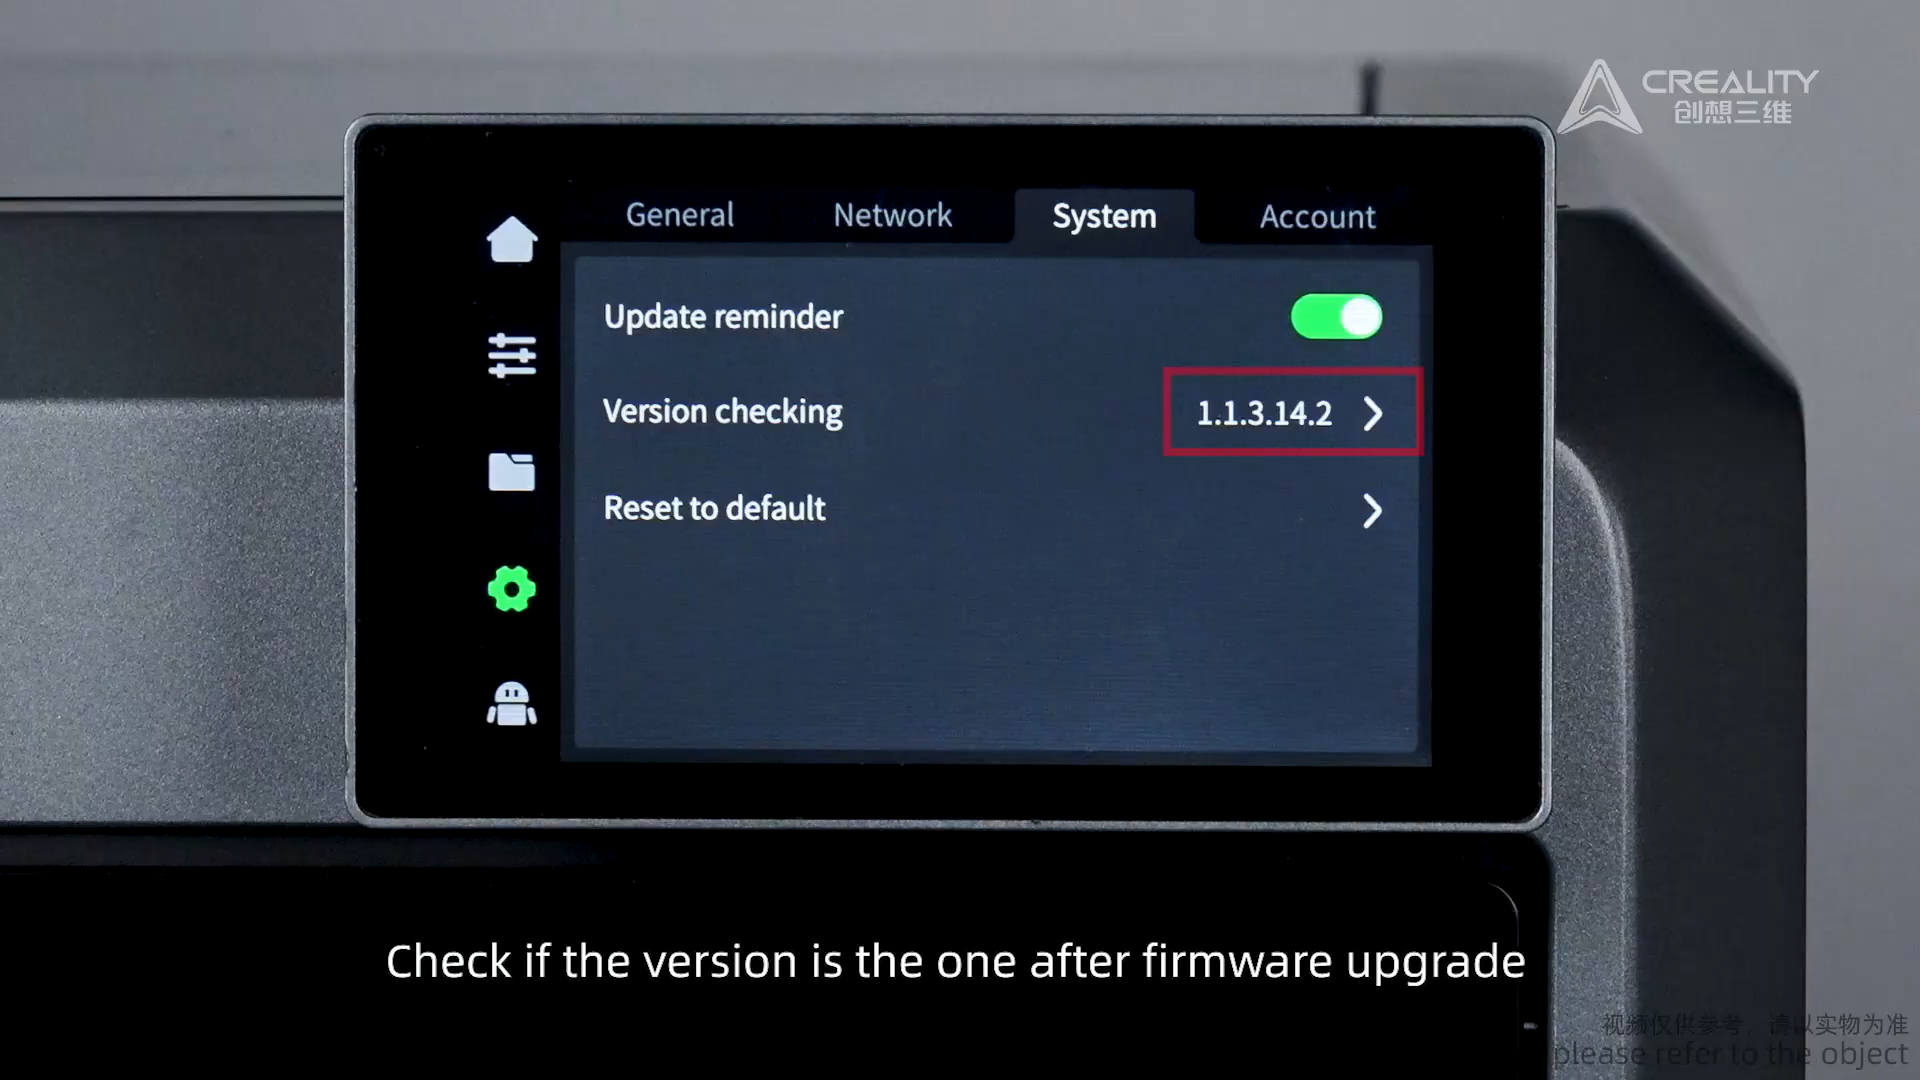 CREALITY
创想三维
General Network System Account
Update reminder
Version checking 1.1.3.14.2
Reset to default
Check if the version is the one after firmware upgrade
视频仅供参考，请以实物为准
please refer to the object